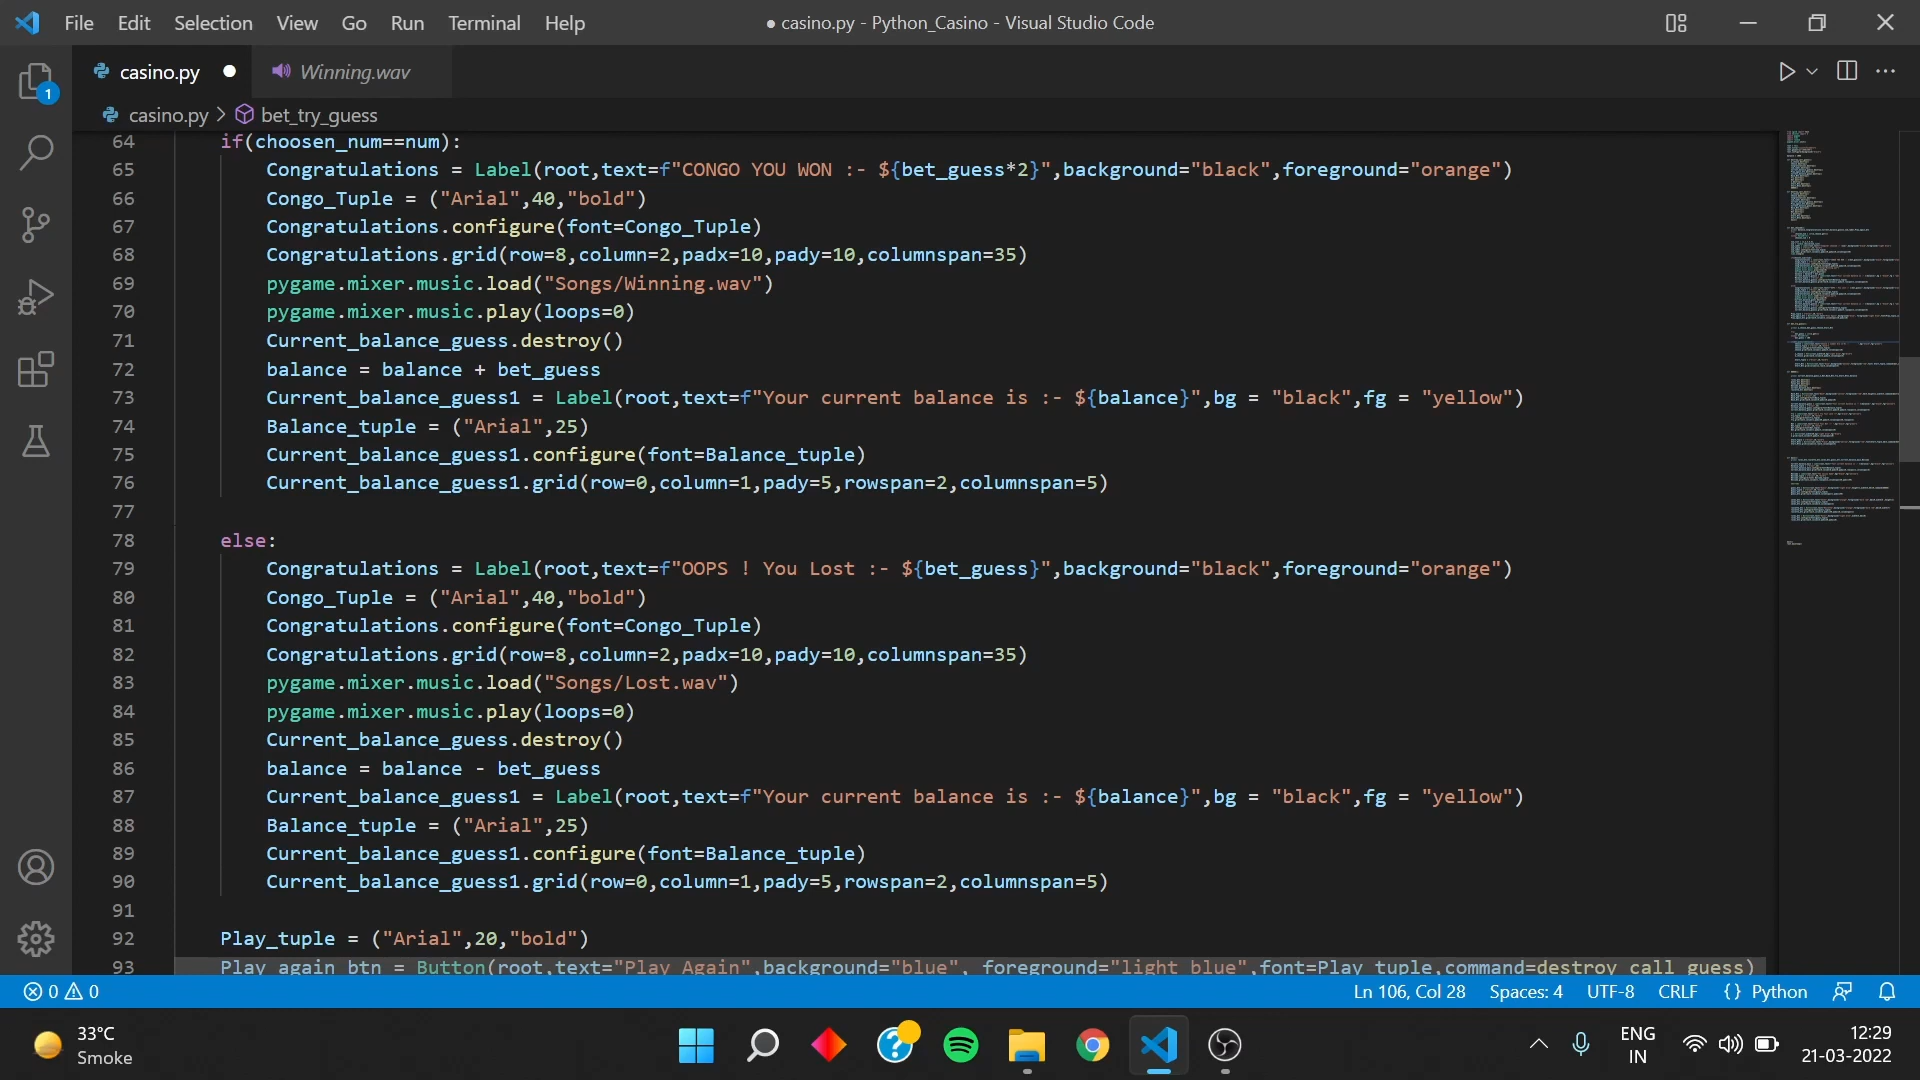 File Edit Selection View Go Run Terminal Help
● casino.py - Python_Casino - Visual Studio Code
casino.py Winning.wav
1
casino.py > bet_try_guess
64 if(choosen_num==num):
65 Congratulations = Label(root,text=f"CONGO YOU WON :- ${bet_guess*2}",background="black",foreground="orange")
66 Congo_Tuple = ("Arial",40,"bold")
67 Congratulations.configure(font=Congo_Tuple)
68 Congratulations.grid(row=8,column=2,padx=10,pady=10,columnspan=35)
69 pygame.mixer.music.load("Songs/Winning.wav")
70 pygame.mixer.music.play(loops=0)
71 Current_balance_guess.destroy()
72 balance = balance + bet_guess
73 Current_balance_guess1 = Label(root,text=f"Your current balance is :- ${balance}",bg = "black",fg = "yellow")
74 Balance_tuple = ("Arial",25)
75 Current_balance_guess1.configure(font=Balance_tuple)
76 Current_balance_guess1.grid(row=0,column=1,pady=5,rowspan=2,columnspan=5)
77
78 else:
79 Congratulations = Label(root,text=f"OOPS ! You Lost :- ${bet_guess}",background="black",foreground="orange")
80 Congo_Tuple = ("Arial",40,"bold")
81 Congratulations.configure(font=Congo_Tuple)
82 Congratulations.grid(row=8,column=2,padx=10,pady=10,columnspan=35)
83 pygame.mixer.music.load("Songs/Lost.wav")
84 pygame.mixer.music.play(loops=0)
85 Current_balance_guess.destroy()
86 balance = balance - bet_guess
87 Current_balance_guess1 = Label(root,text=f"Your current balance is :- ${balance}",bg = "black",fg = "yellow")
88 Balance_tuple = ("Arial",25)
89 Current_balance_guess1.configure(font=Balance_tuple)
90 Current_balance_guess1.grid(row=0,column=1,pady=5,rowspan=2,columnspan=5)
91
92 Play_tuple = ("Arial",20,"bold")
93 Play_again_btn = Button(root,text="Play Again",background="blue", foreground="light blue",font=Play_tuple,command=destroy_call_guess)
0 0 Ln 106, Col 28 Spaces: 4 UTF-8 CRLF {} Python
33°C
Smoke
ENG
IN
12:29
21-03-2022